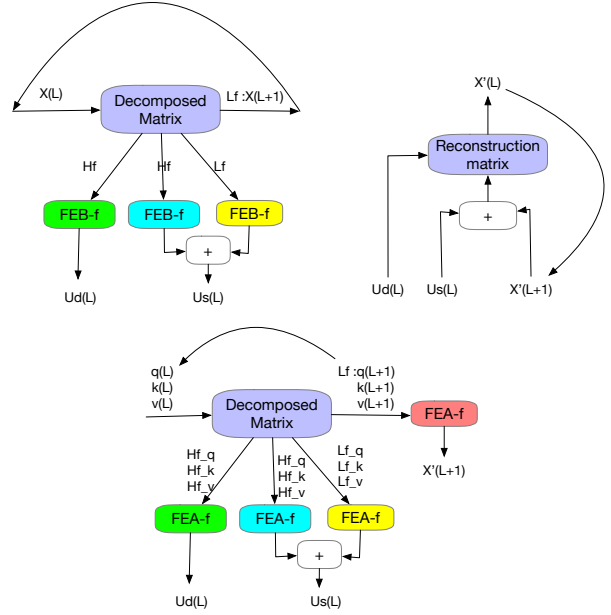 X(L)
Decomposed
Matrix
Lf :X(L+1)
Hf
Hf
Lf
FEB-f
FEB-f
FEB-f
+
Ud(L)
Us(L)
X'(L)
Reconstruction
matrix
+
Ud(L)
Us(L)
X'(L+1)
q(L)
k(L)
v(L)
Decomposed
Matrix
Lf :q(L+1)
k(L+1)
v(L+1)
FEA-f
X'(L+1)
Hf_q
Hf_k
Hf_v
Hf_q
Hf_k
Hf_v
Lf_q
Lf_k
Lf_v
FEA-f
FEA-f
FEA-f
+
Ud(L)
Us(L)